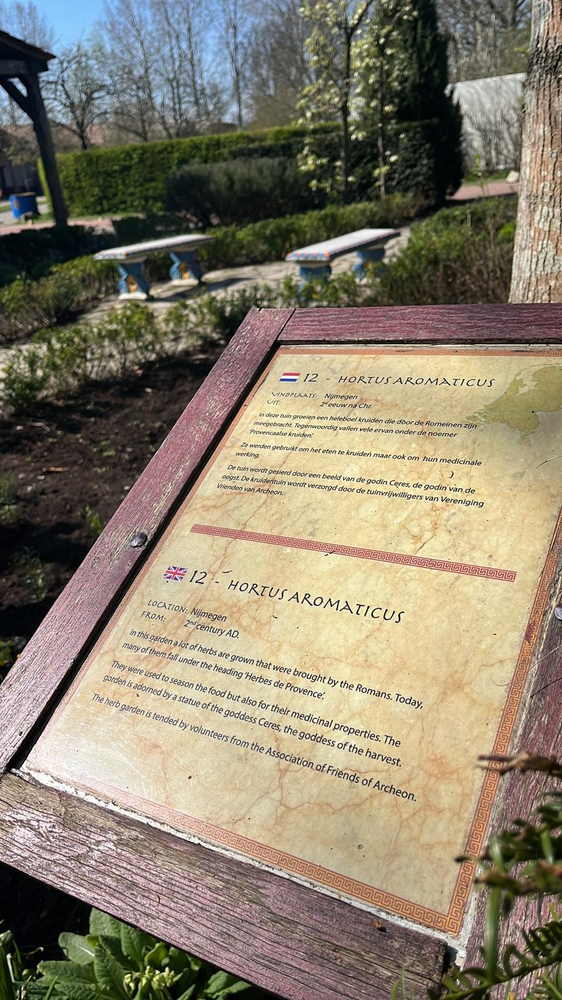 12 - HORTUS AROMATICUS
VINDPLAATS: Nijmegen
UIT: 2e eeuw na Chr.
In deze tuin groeien een heleboel kruiden die door de Romeinen zijn
meegebracht. Tegenwoordig vallen vele ervan onder de noemer
'Provencaalse kruiden'.
Ze werden gebruikt om het eten te kruiden maar ook om hun medicinale
werking.
De tuin wordt gesierd door een beeld van de godin Ceres, de godin van de
oogst. De kruidentuin wordt verzorgd door de tuinvrijwilligers van Vereniging
Vrienden van Archeon.
12 - HORTUS AROMATICUS
LOCATION: Nijmegen
FROM: 2nd century AD.
In this garden a lot of herbs are grown that were brought by the Romans. Today,
many of them fall under the heading 'Herbes de Provence'.
They were used to season the food but also for their medicinal properties. The
garden is adorned by a statue of the goddess Ceres, the goddess of the harvest.
The herb garden is tended by volunteers from the Association of Friends of Archeon.